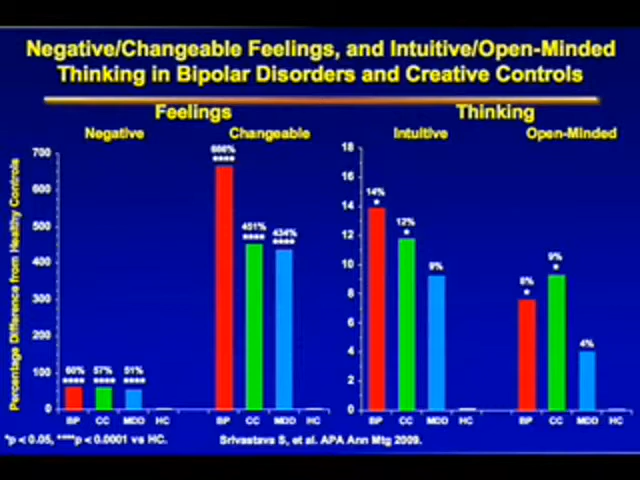 Negative/Changeable Feelings, and Intuitive/Open-Minded
Thinking in Bipolar Disorders and Creative Controls
Feelings
Thinking
Negative
Changeable
Intuitive
Open-Minded
Percentage Difference from Healthy Controls
700
600
500
400
300
200
100
0
60%
****
57%
****
51%
****
666%
****
451%
****
434%
****
BP CC MDD HC
BP CC MDD HC
18
16
14
12
10
8
6
4
2
0
14%
*
12%
*
9%
8%
*
9%
*
4%
BP CC MDD HC
BP CC MDD HC
*p < 0.05, ****p < 0.0001 vs HC.
Srivastava S, et al. APA Ann Mtg 2009.